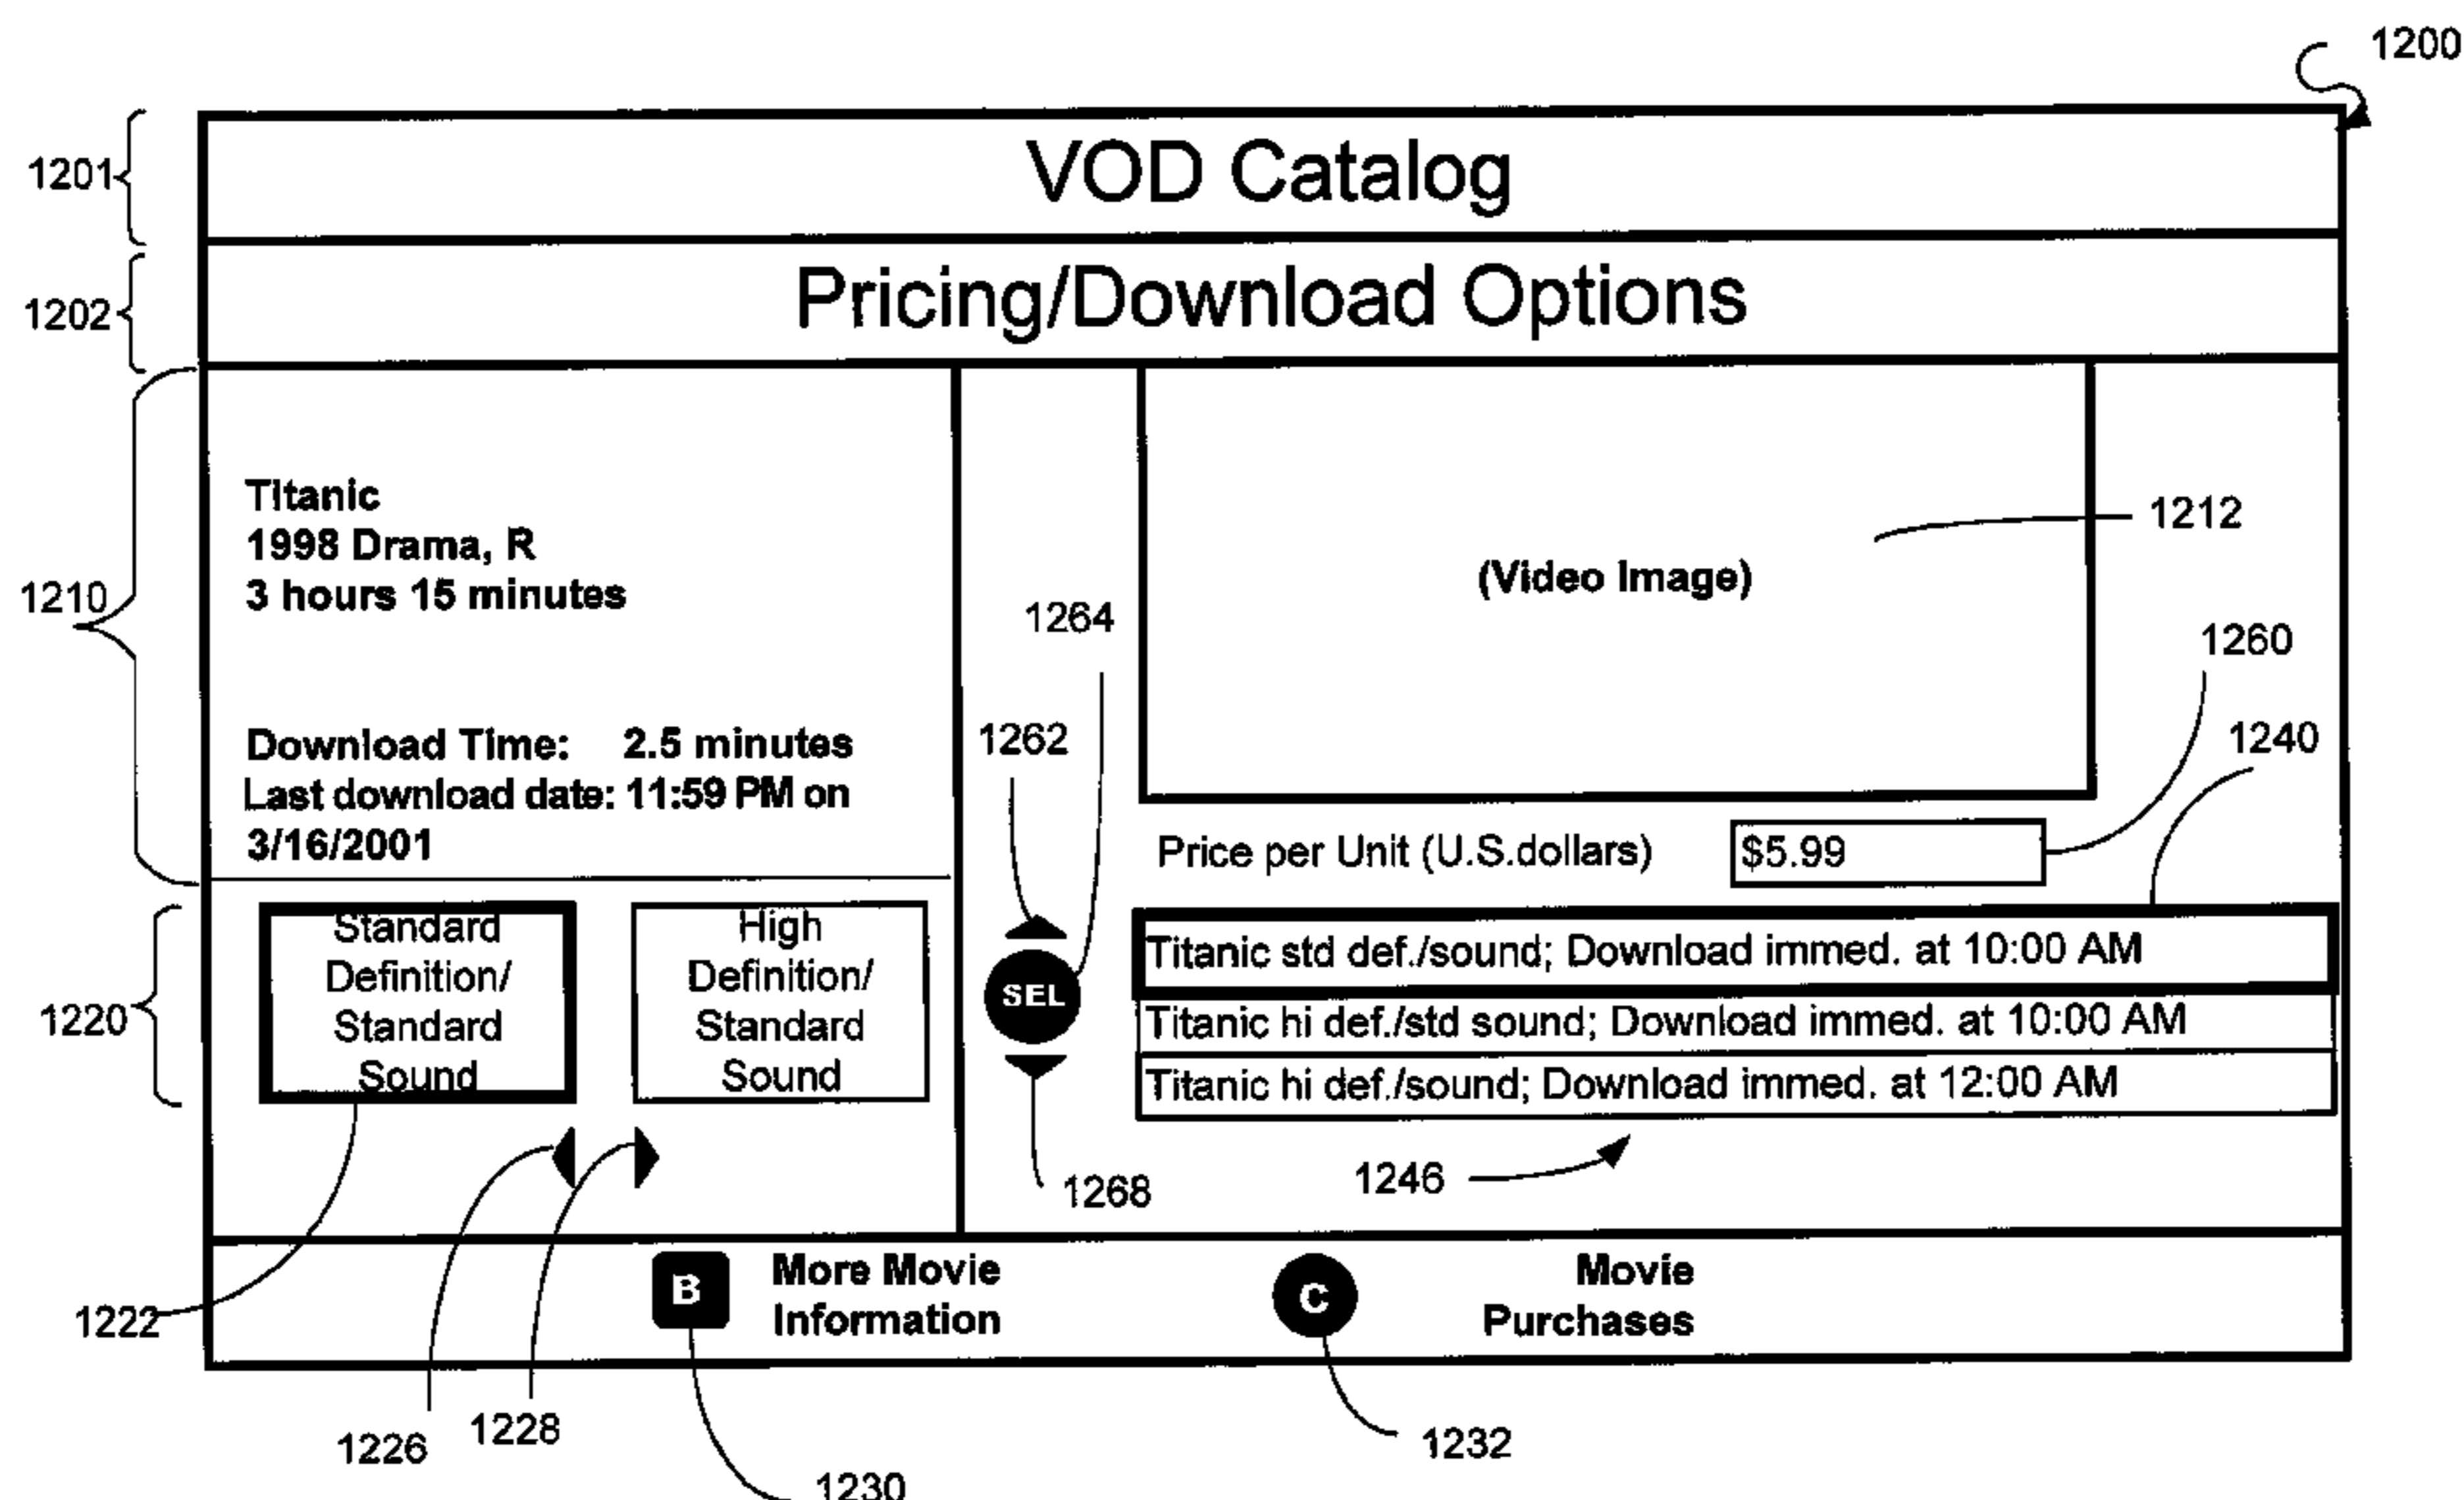 1200
1201
VOD Catalog
1202
Pricing/Download Options
1210
Titanic
1998 Drama, R
3 hours 15 minutes
Download Time: 2.5 minutes
Last download date: 11:59 PM on
3/16/2001
1220
Standard
Definition/
Standard
Sound
High
Definition/
Standard
Sound
1222
1226
1228
1264
1262
SEL
1268
(Video Image)
1212
1260
1240
Price per Unit (U.S.dollars) $5.99
Titanic std def./sound; Download immed. at 10:00 AM
Titanic hi def./std sound; Download immed. at 10:00 AM
Titanic hi def./sound; Download immed. at 12:00 AM
1246
B
More Movie
Information
C
Movie
Purchases
1230
1232